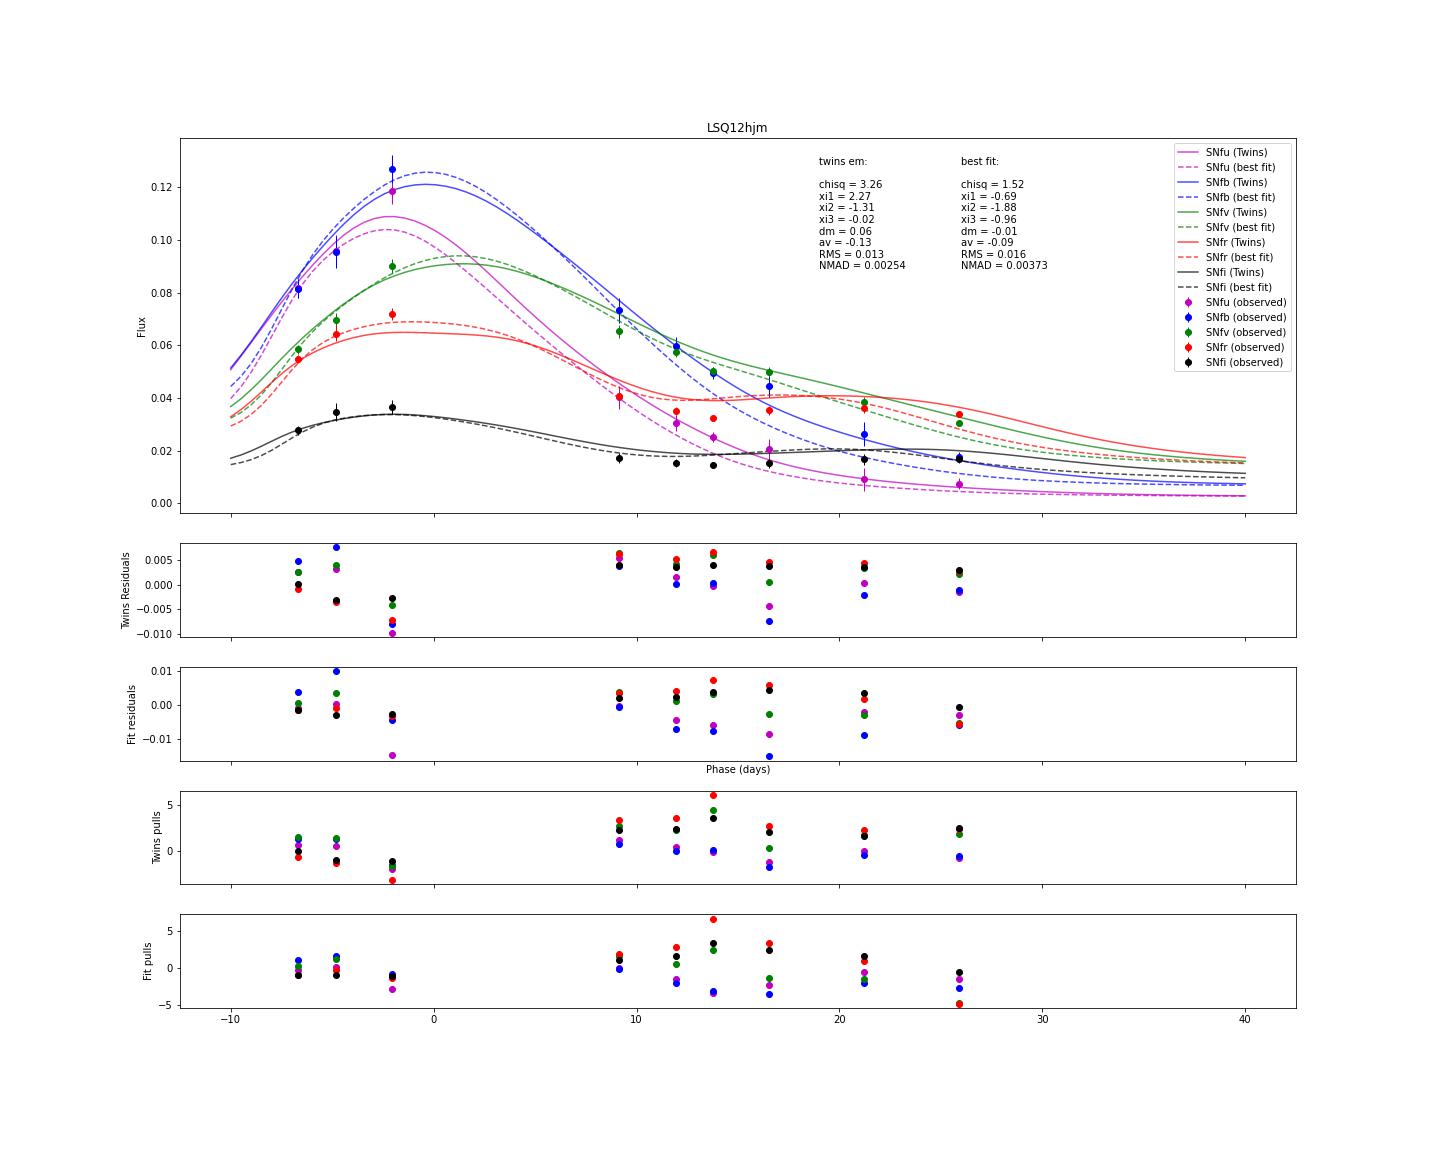 LSQ12hjm
twins em:
chisq = 3.26
xi1 = 2.27
xi2 = -1.31
xi3 = -0.02
dm = 0.06
av = -0.13
RMS = 0.013
NMAD = 0.00254
best fit:
chisq = 1.52
xi1 = -0.69
xi2 = -1.88
xi3 = -0.96
dm = -0.01
av = -0.09
RMS = 0.016
NMAD = 0.00373
SNfu (Twins)
SNfu (best fit)
SNfb (Twins)
SNfb (best fit)
SNfv (Twins)
SNfv (best fit)
SNfr (Twins)
SNfr (best fit)
SNfi (Twins)
SNfi (best fit)
SNfu (observed)
SNfb (observed)
SNfv (observed)
SNfr (observed)
SNfi (observed)
Flux
0.12
0.10
0.08
0.06
0.04
0.02
0.00
Twins Residuals
0.005
0.000
−0.005
−0.010
Fit residuals
0.01
0.00
−0.01
Phase (days)
Twins pulls
5
0
Fit pulls
5
0
−5
−10
0
10
20
30
40